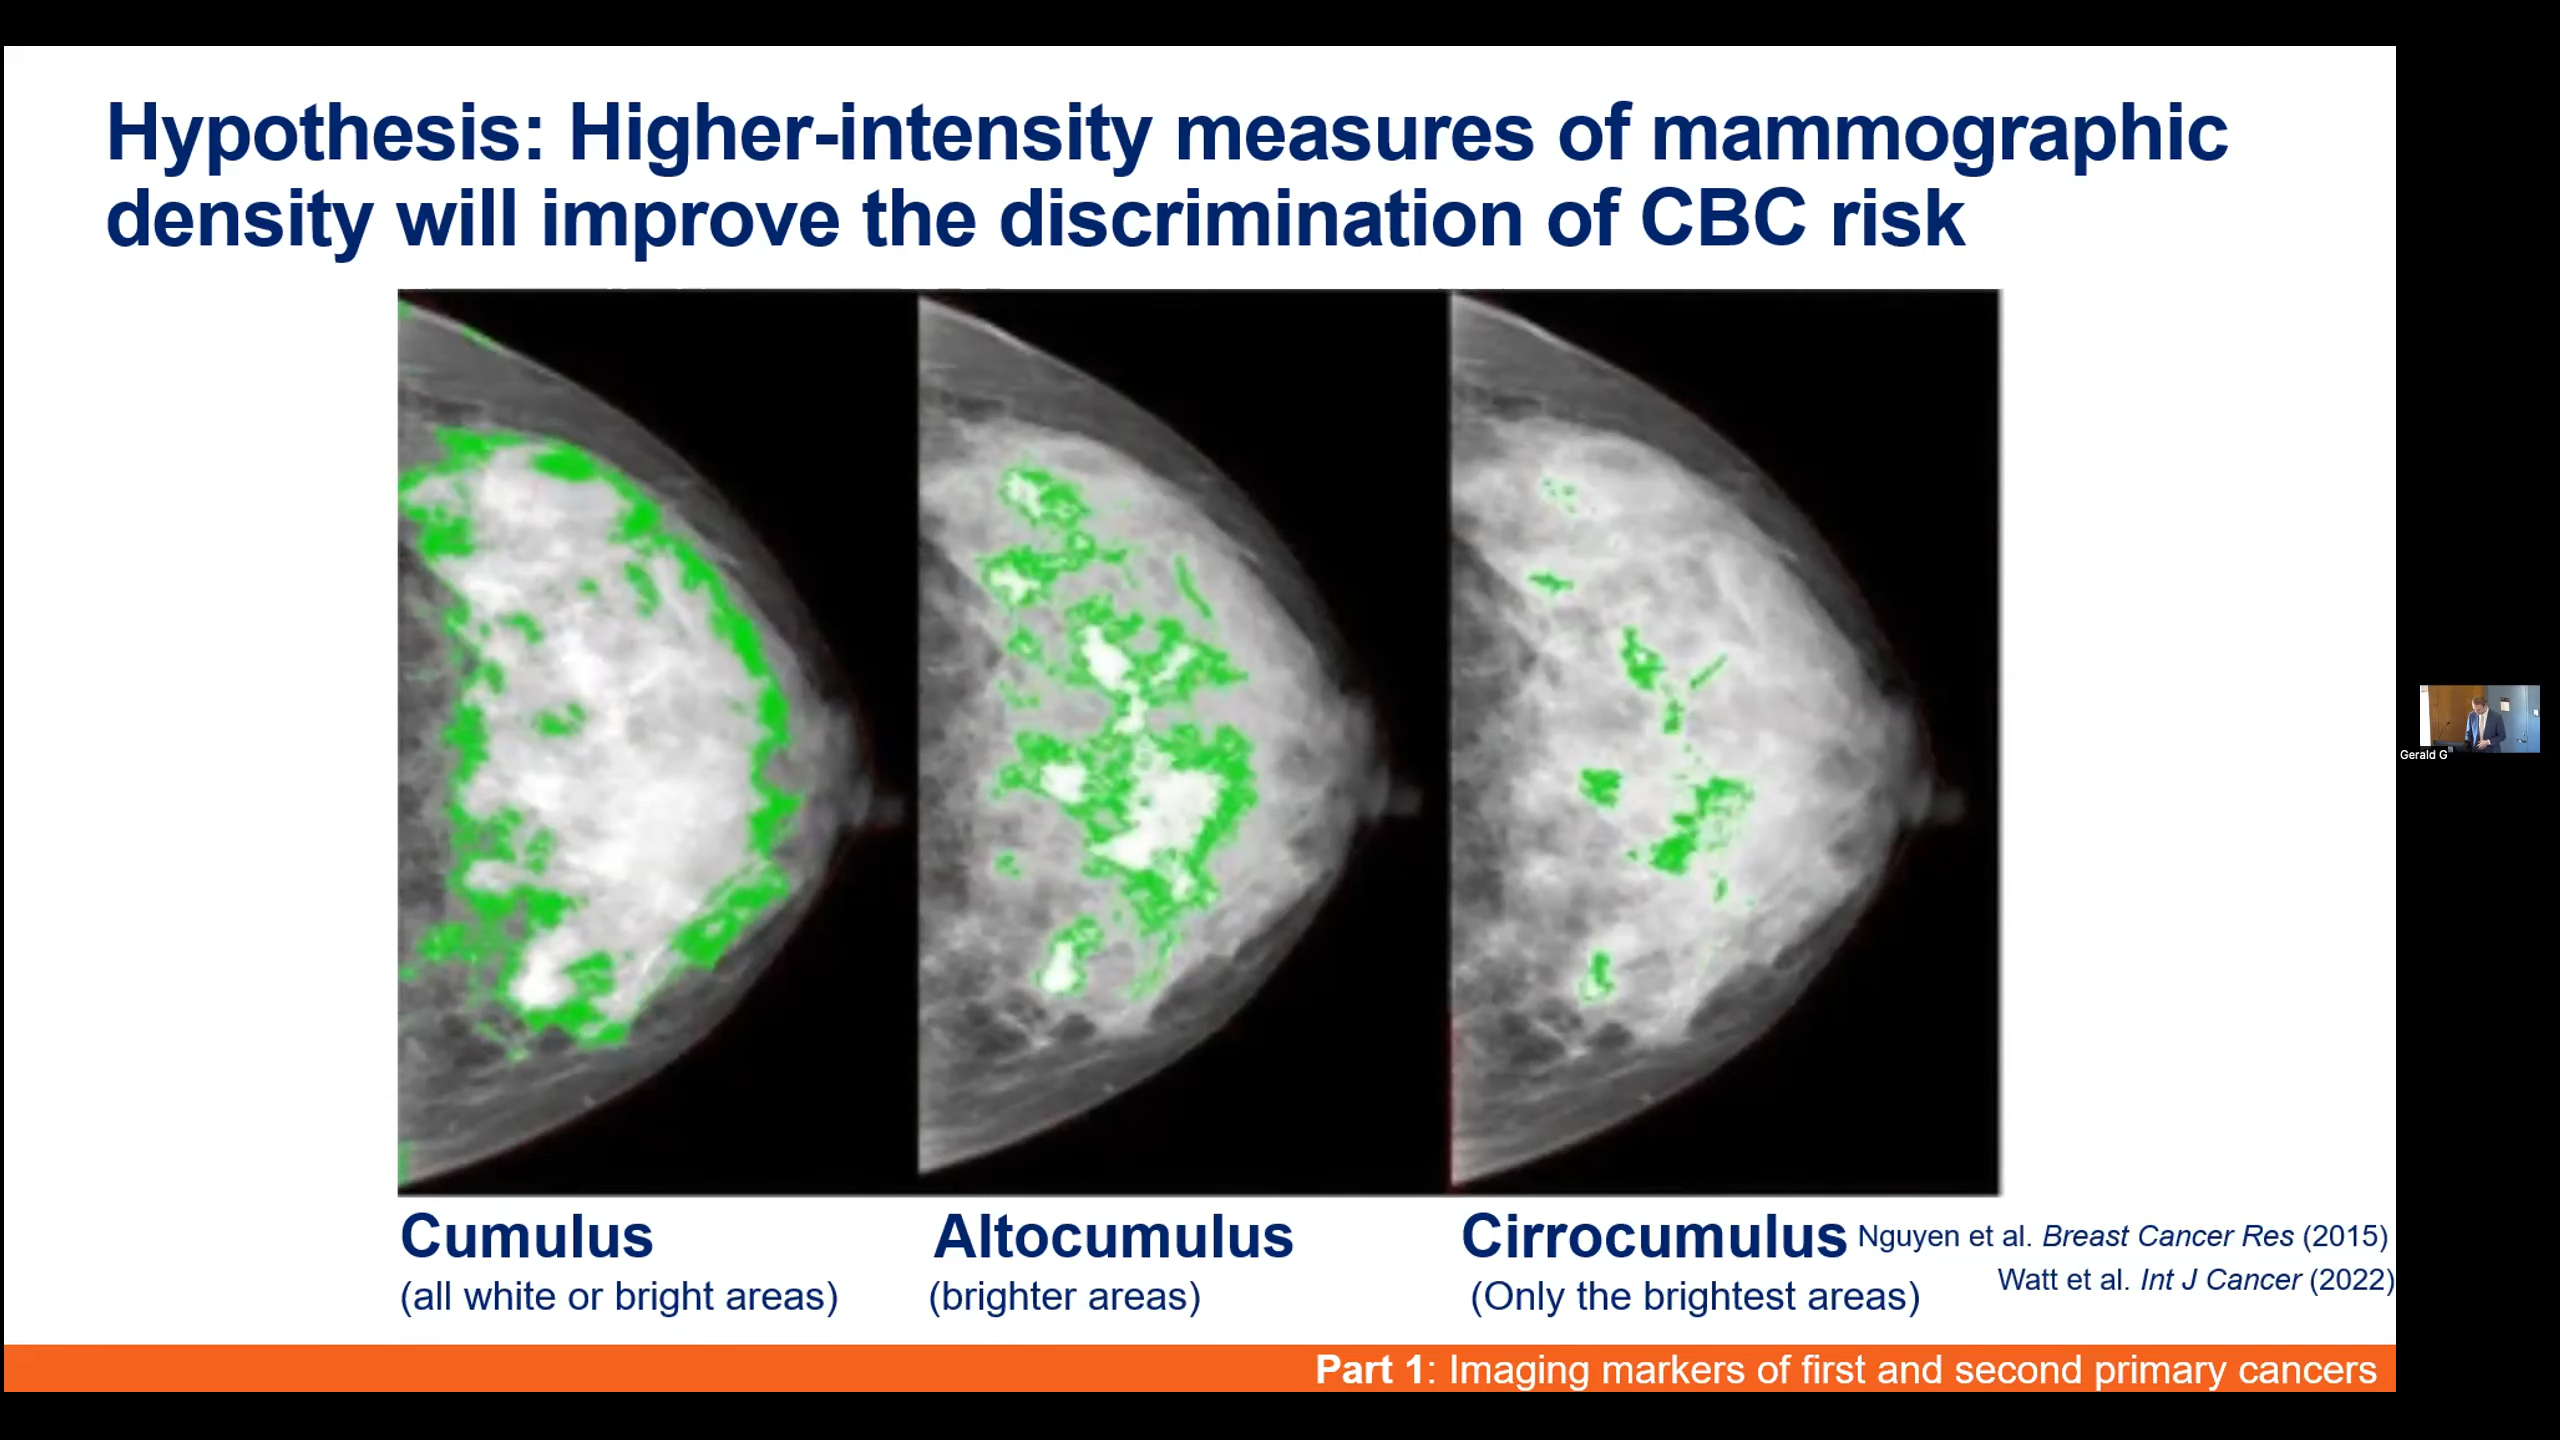 Hypothesis: Higher-intensity measures of mammographic
density will improve the discrimination of CBC risk
Cumulus
(all white or bright areas)
Altocumulus
(brighter areas)
Cirrocumulus
(Only the brightest areas)
Nguyen et al. Breast Cancer Res (2015)
Watt et al. Int J Cancer (2022)
Part 1: Imaging markers of first and second primary cancers
Gerald G